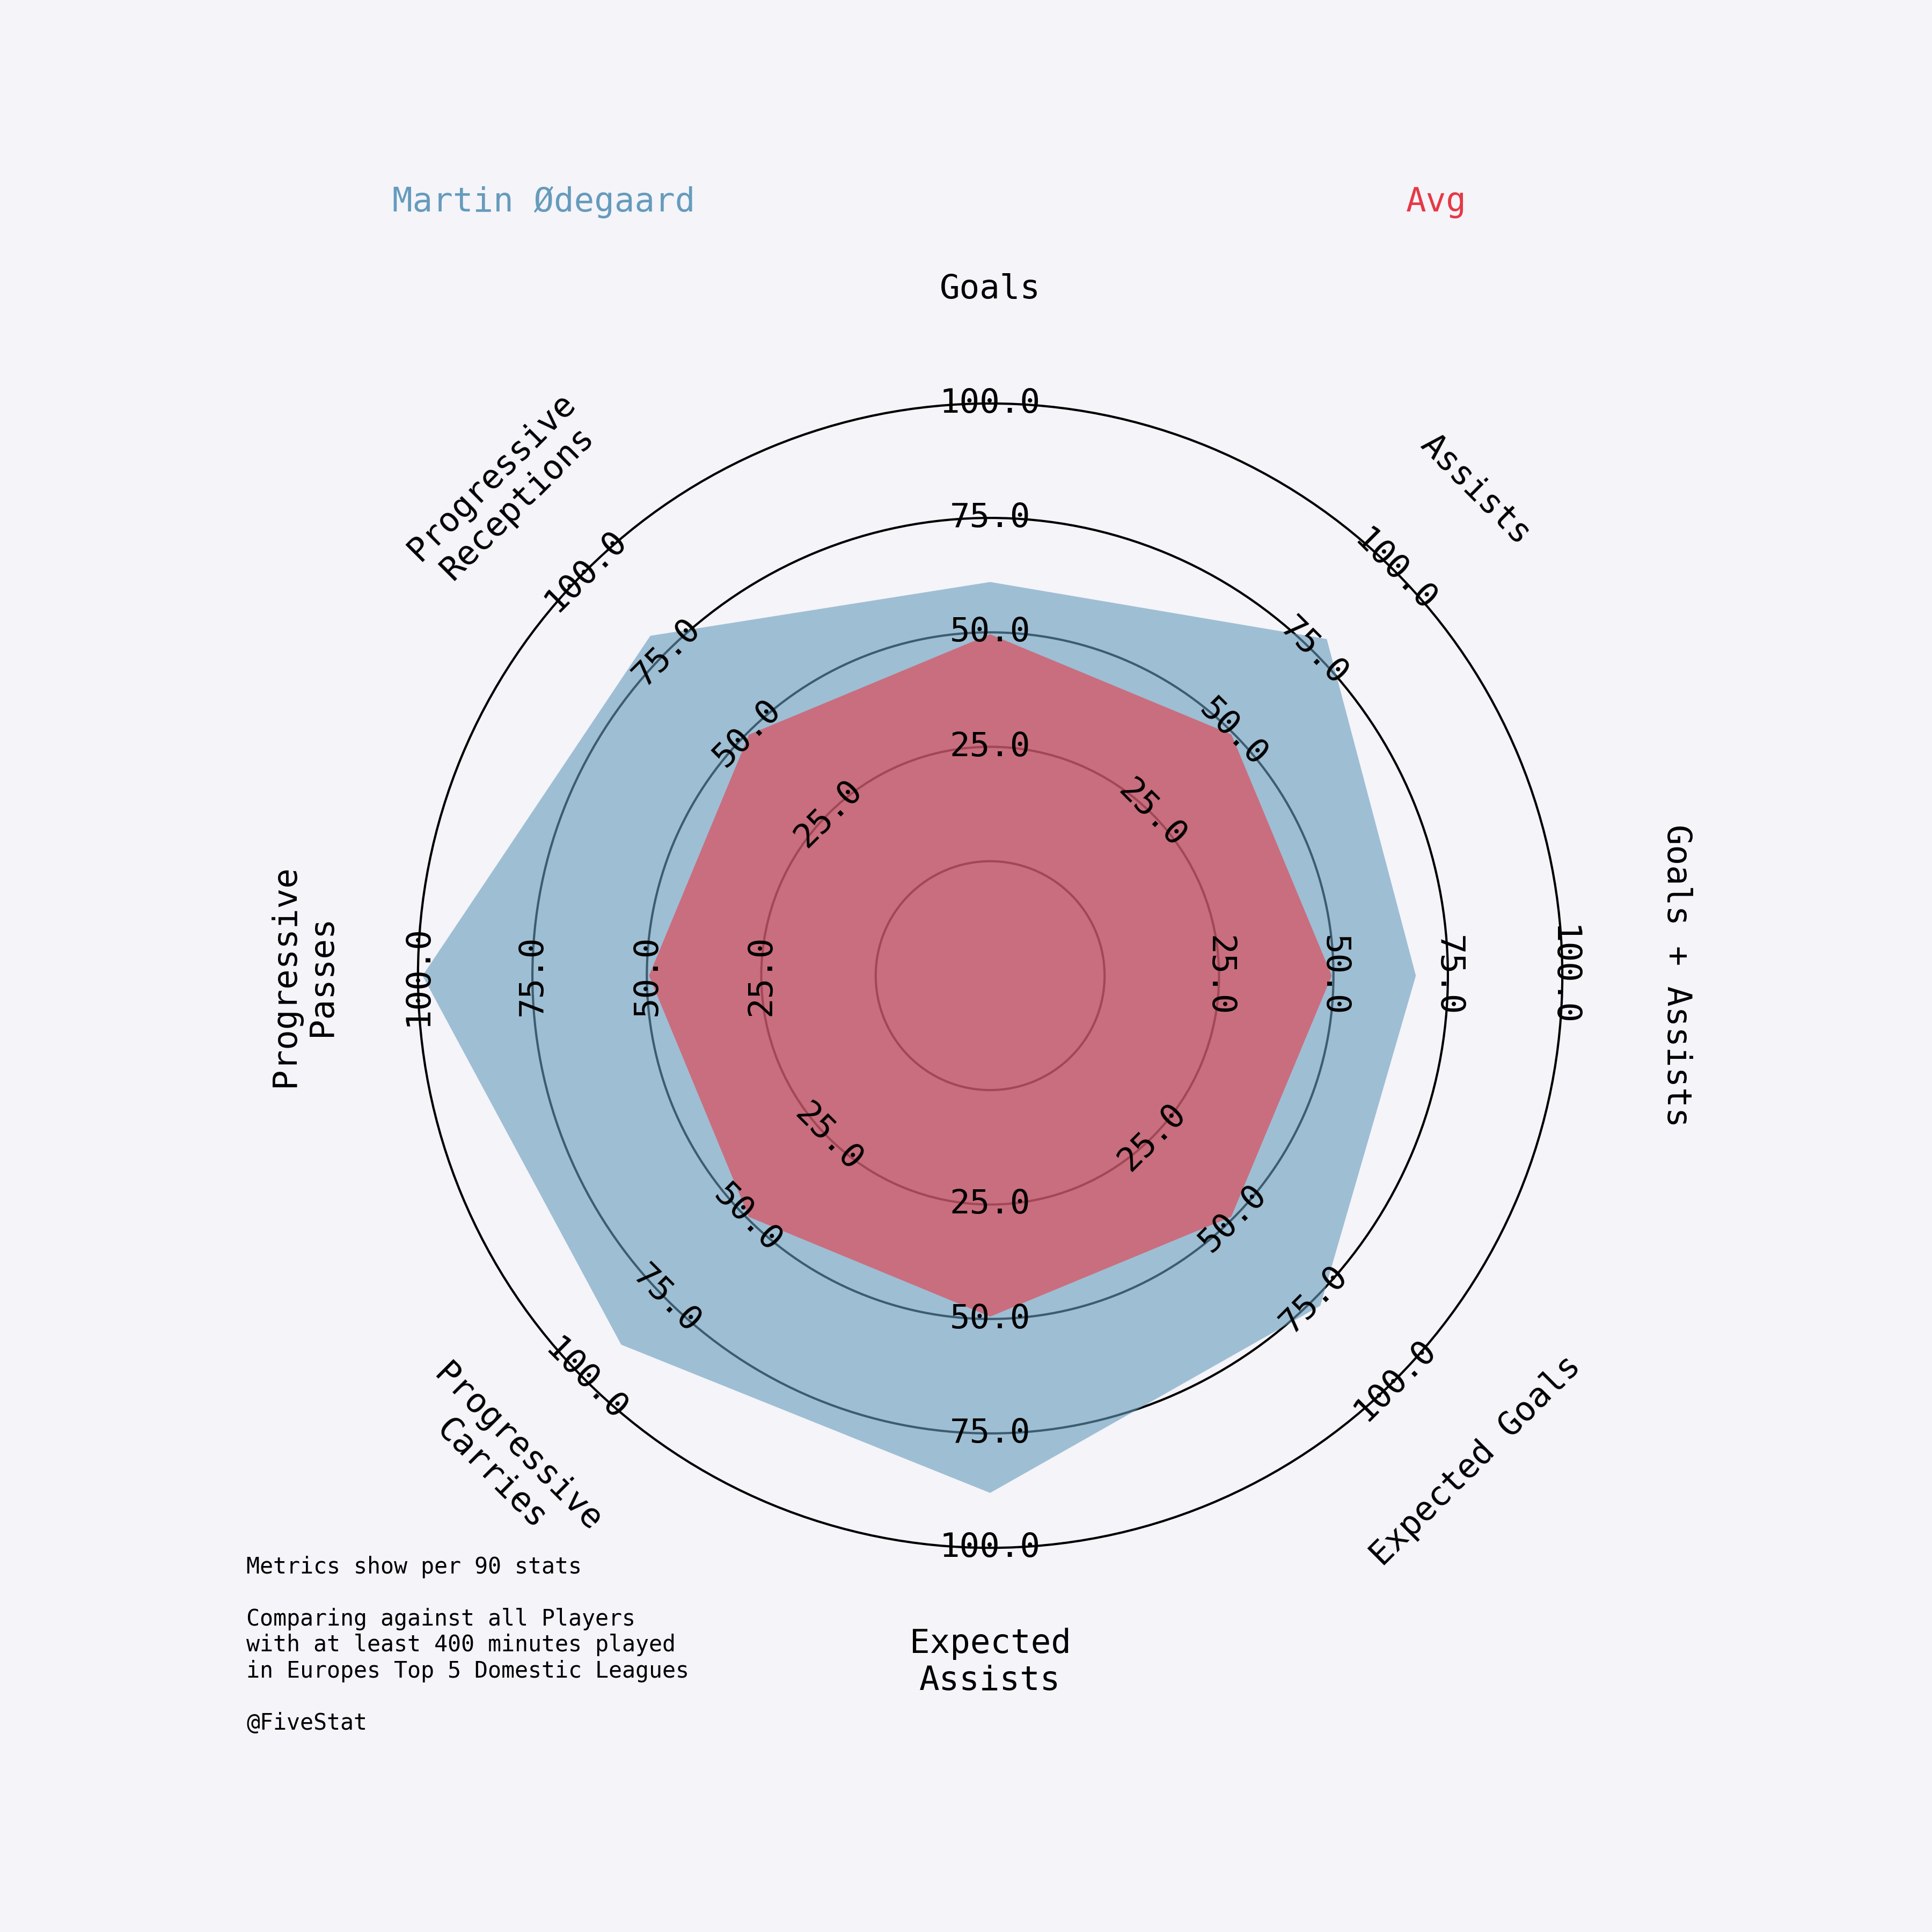 Martin Ødegaard
Avg
Goals
Assists
Goals + Assists
Expected Goals
Expected
Assists
Progressive
Carries
Progressive
Passes
Progressive
Receptions
100.0
75.0
50.0
25.0
100.0
75.0
50.0
25.0
100.0
75.0
50.0
25.0
100.0
75.0
50.0
25.0
100.0
75.0
50.0
25.0
100.0
75.0
50.0
25.0
100.0
75.0
50.0
25.0
100.0
75.0
50.0
25.0
Metrics show per 90 stats
Comparing against all Players
with at least 400 minutes played
in Europes Top 5 Domestic Leagues
@FiveStat